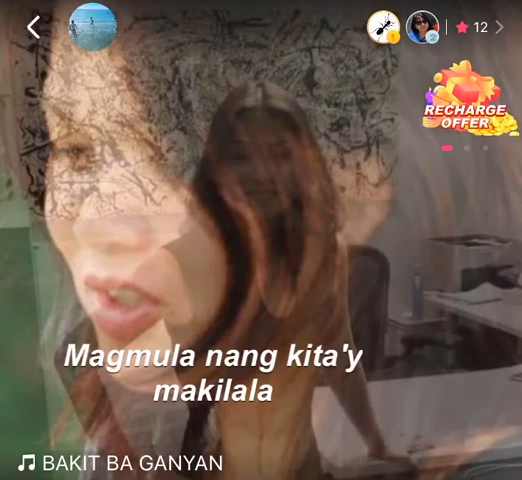 12
RECHARGE
OFFER
Magmula nang kita'y
makilala
BAKIT BA GANYAN